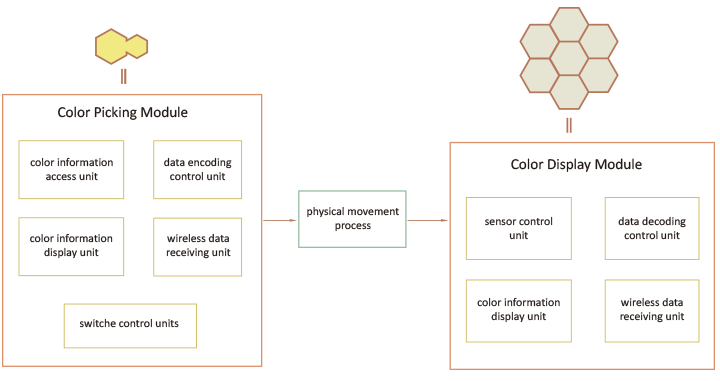 Color Picking Module
color information
access unit
data encoding
control unit
color information
display unit
wireless data
receiving unit
switche control units
physical movement
process
Color Display Module
sensor control
unit
data decoding
control unit
color information
display unit
wireless data
receiving unit